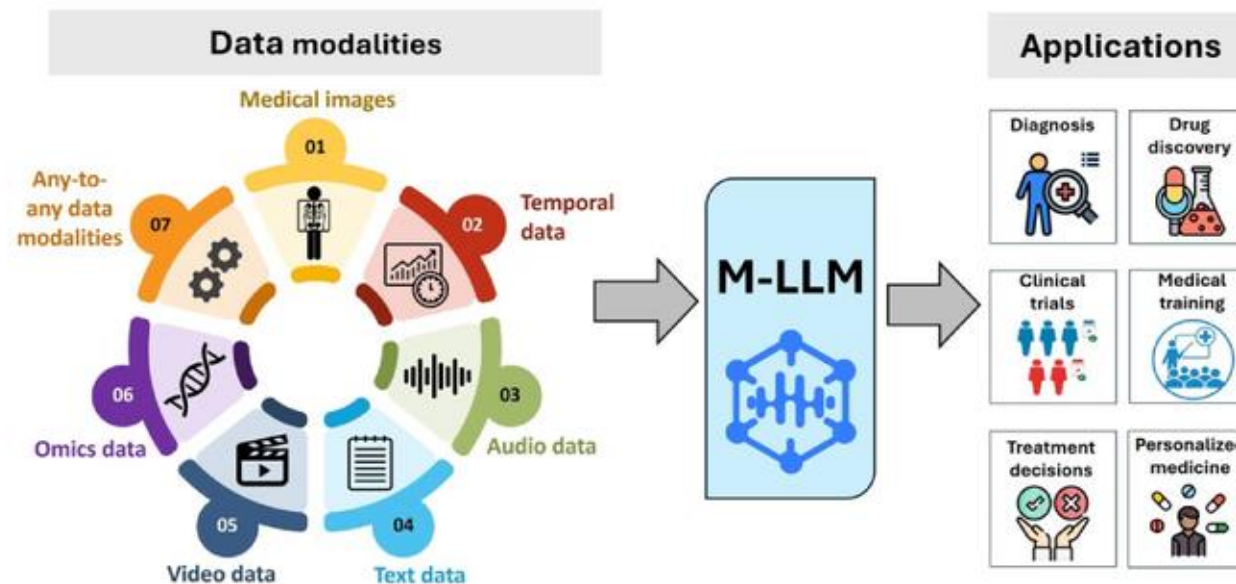 Data modalities
Applications
Medical images
01
Any-to-
any data
modalities
07
02
Temporal
data
06
Omics data
03
Audio data
05
Video data
04
Text data
M-LLM
Diagnosis
Drug
discovery
Clinical
trials
Medical
training
Treatment
decisions
Personalize
medicine